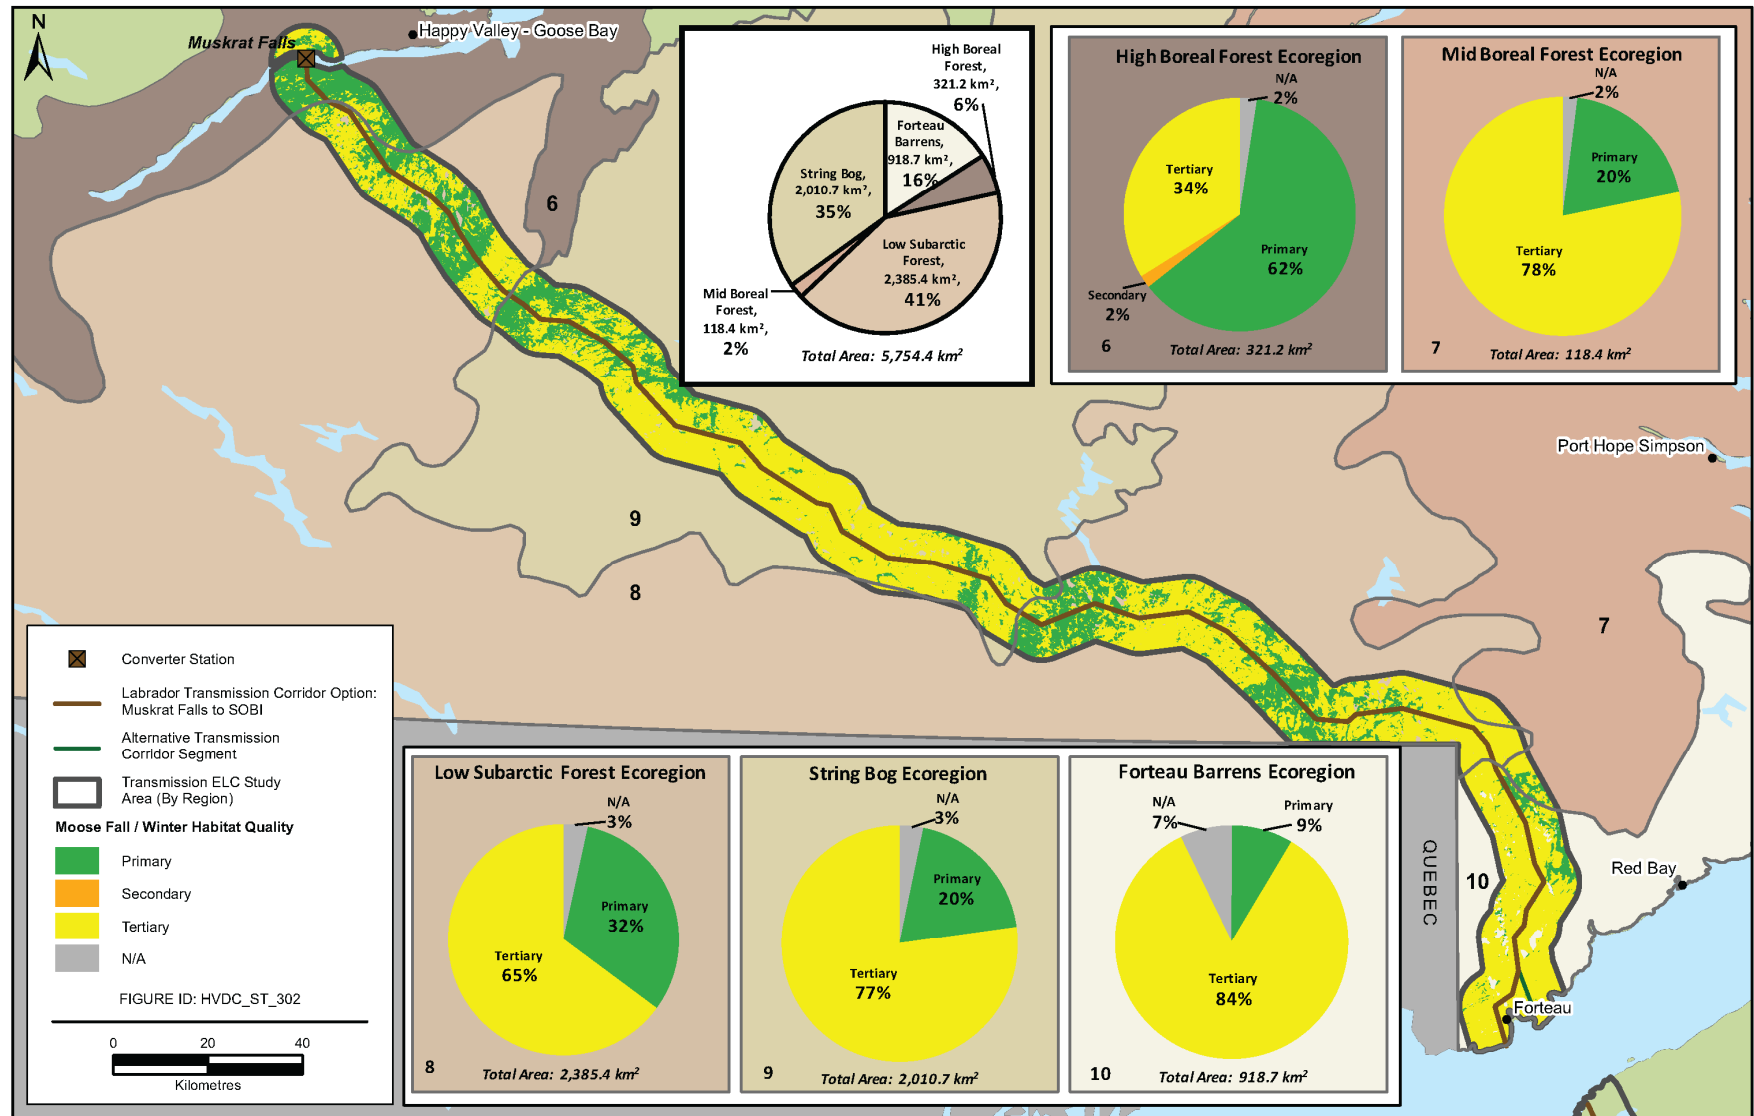 N
Muskrat Falls
Happy Valley - Goose Bay
6
9
8
7
10
Port Hope Simpson
Red Bay
Forteau
QUEBEC
High Boreal
Forest,
321.2 km²,
6%
Forteau
Barrens,
918.7 km²,
16%
String Bog,
2,010.7 km²,
35%
Low Subarctic
Forest,
2,385.4 km²,
41%
Mid Boreal
Forest,
118.4 km²,
2%
Total Area: 5,754.4 km²
High Boreal Forest Ecoregion
N/A
2%
Tertiary
34%
Primary
62%
Secondary
2%
6
Total Area: 321.2 km²
Mid Boreal Forest Ecoregion
N/A
2%
Primary
20%
Tertiary
78%
7
Total Area: 118.4 km²
Converter Station
Labrador Transmission Corridor Option:
Muskrat Falls to SOBI
Alternative Transmission
Corridor Segment
Transmission ELC Study
Area (By Region)
Moose Fall / Winter Habitat Quality
Primary
Secondary
Tertiary
N/A
FIGURE ID: HVDC_ST_302
0 20 40
Kilometres
Low Subarctic Forest Ecoregion
N/A
3%
Primary
32%
Tertiary
65%
8
Total Area: 2,385.4 km²
String Bog Ecoregion
N/A
3%
Primary
20%
Tertiary
77%
9
Total Area: 2,010.7 km²
Forteau Barrens Ecoregion
N/A
7%
Primary
9%
Tertiary
84%
10
Total Area: 918.7 km²